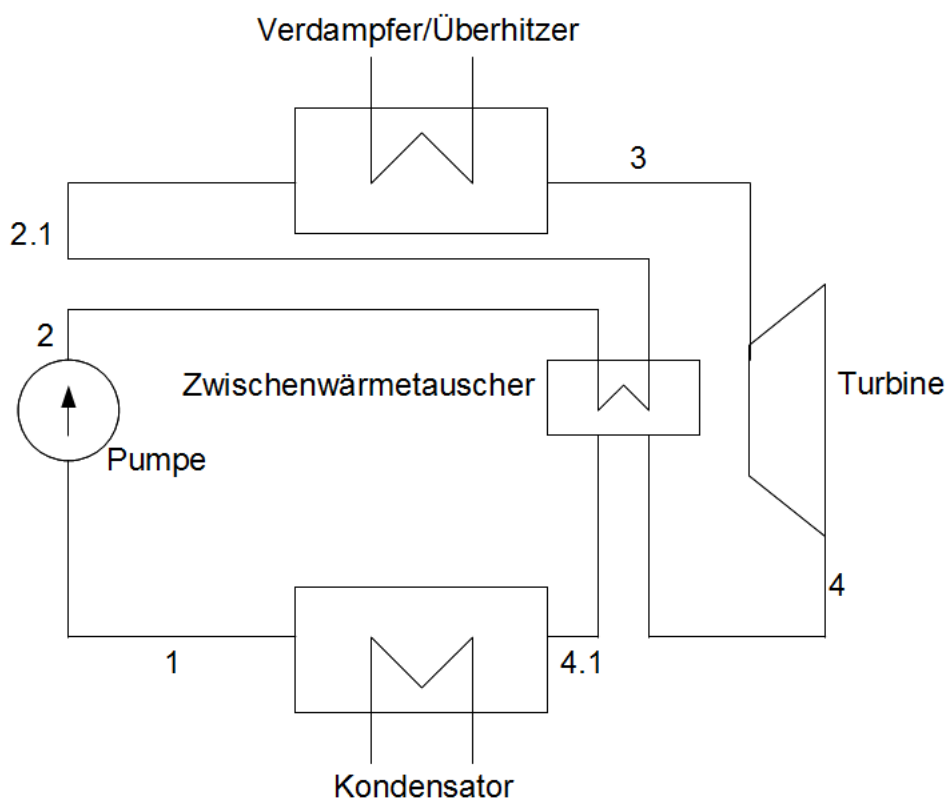 Verdampfer/Überhitzer
3
2.1
2
Zwischenwärmetauscher
Turbine
Pumpe
4
1
4.1
Kondensator